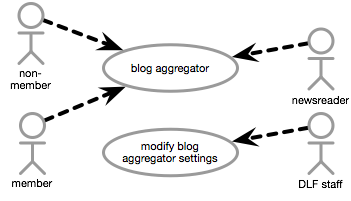 non-
member
blog aggregator
newsreader
member
modify blog
aggregator settings
DLF staff